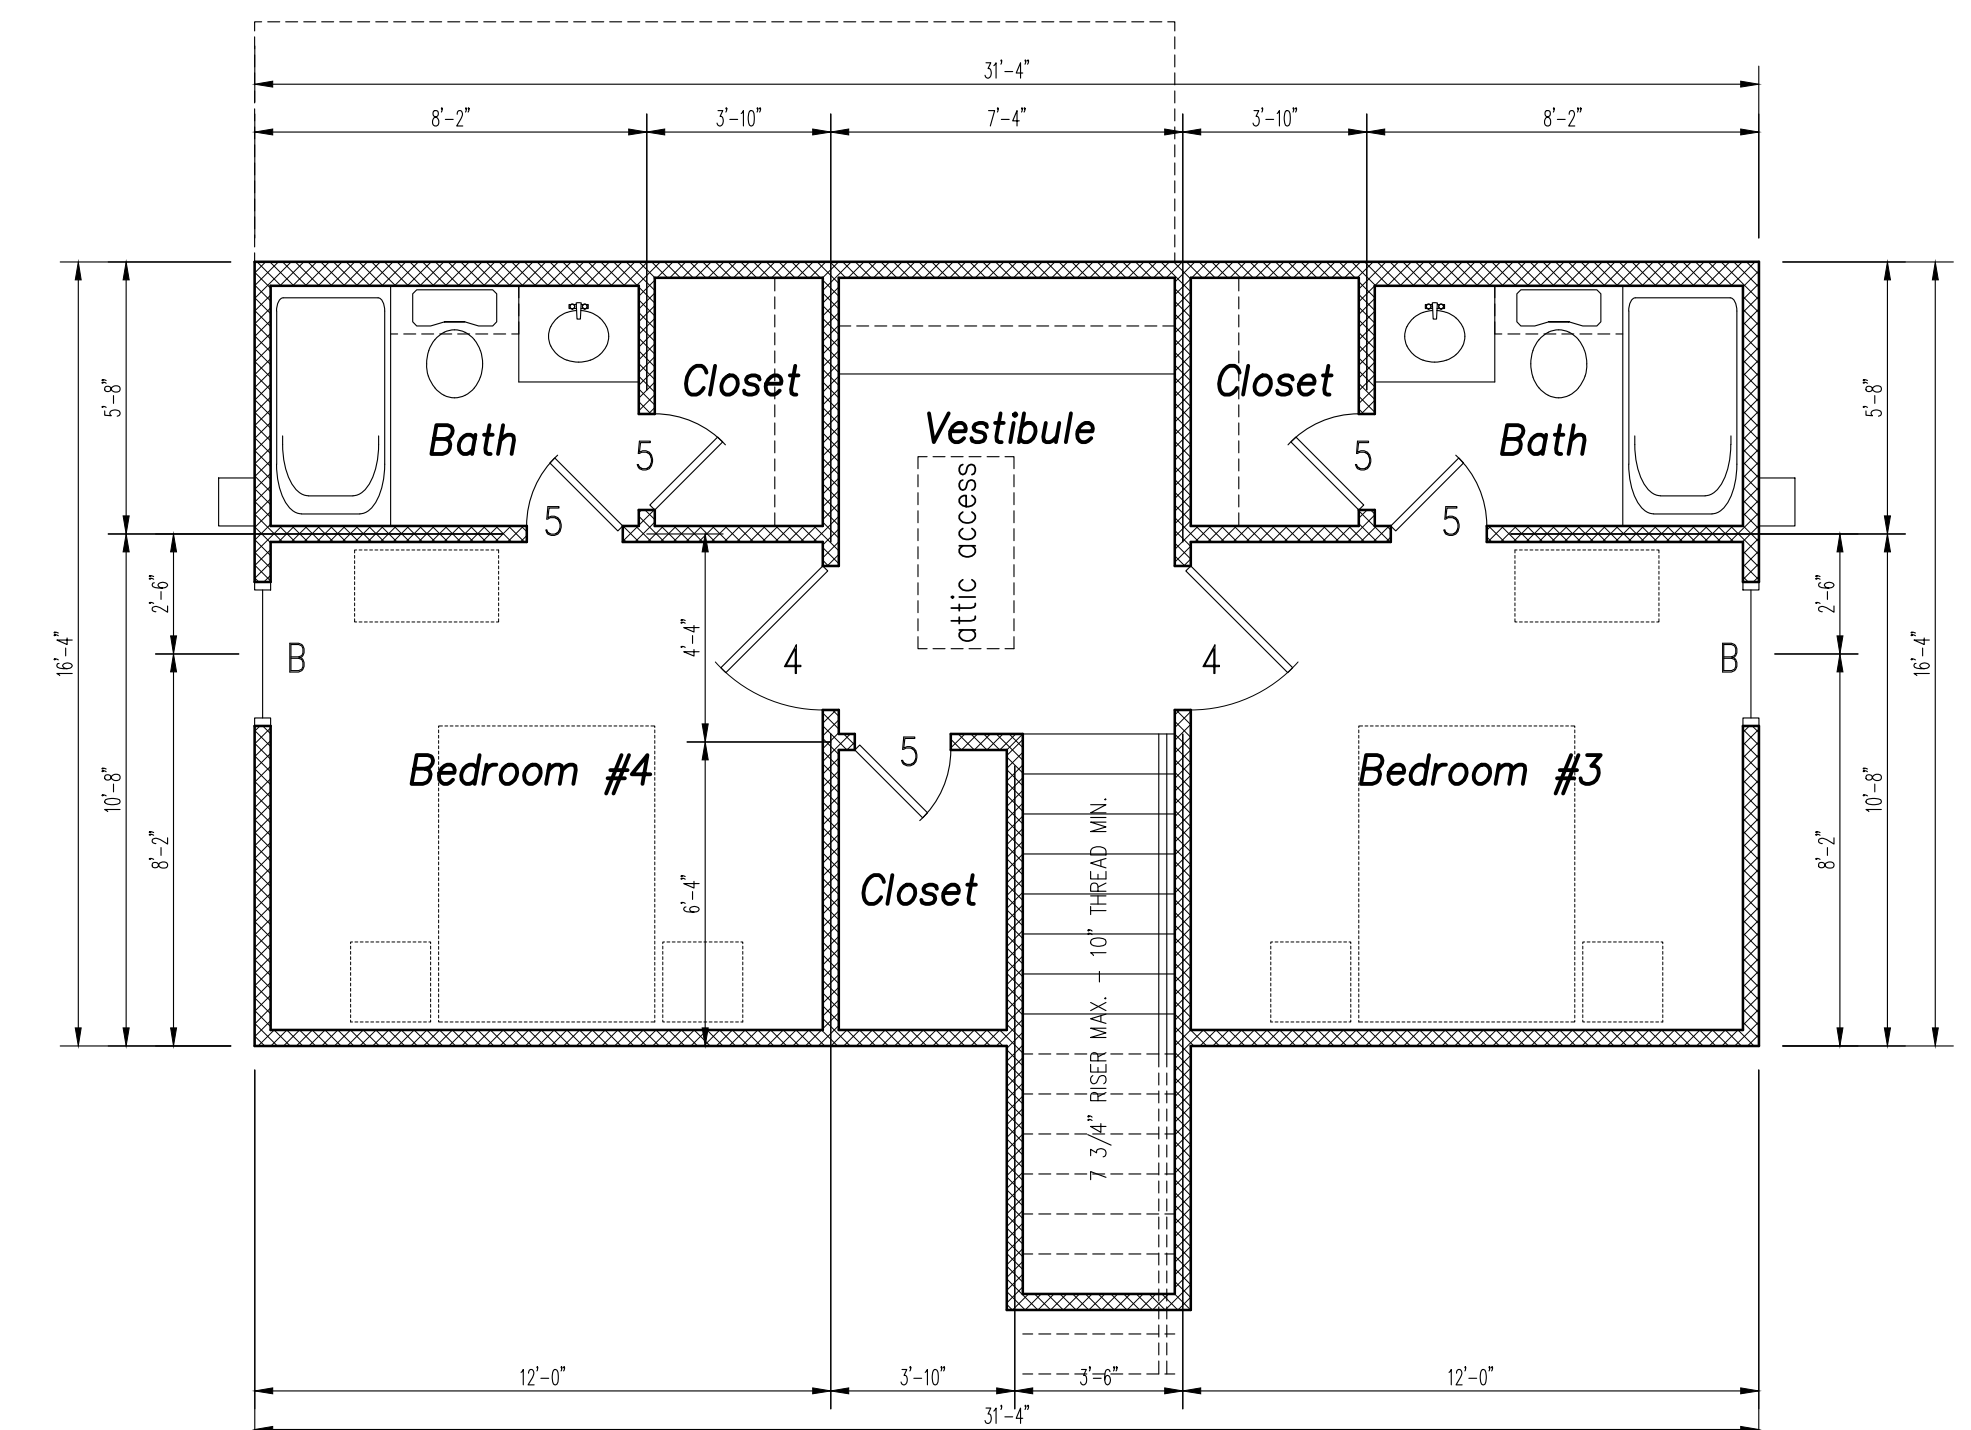 31'-4"
8'-2" 3'-10" 7'-4" 3'-10" 8'-2"
Closet Closet
5'-8" 5'-8"
Vestibule
Bath Bath
5 5
5 5
attic access
2'-6" 2'-6"
16'-4" 4'-4" 16'-4"
B 4 4 B
5
Bedroom #4 Bedroom #3
10'-8" 10'-8"
8'-2" 8'-2"
6'-4" Closet
7 3/4" RISER MAX. - 10" THREAD MIN.
12'-0" 3'-10" 3'-6" 12'-0"
31'-4"